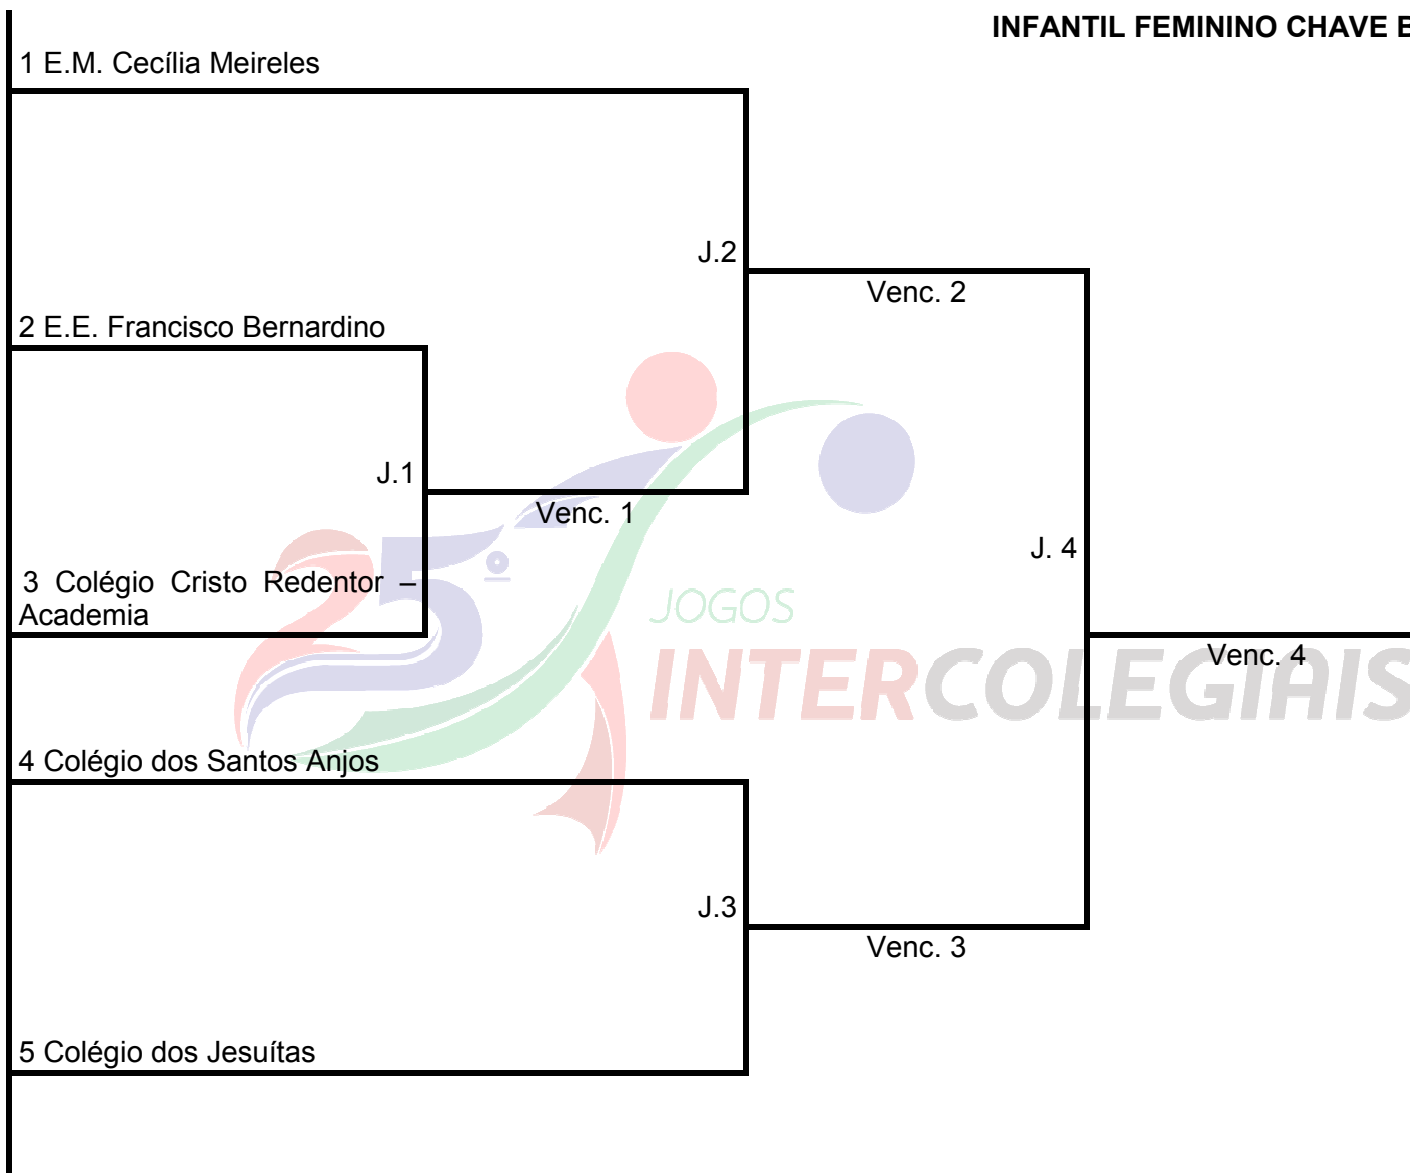 INFANTIL FEMININO CHAVE E
1 E.M. Cecília Meireles
J.2
Venc. 2
2 E.E. Francisco Bernardino
J.1
Venc. 1
J. 4
3 Colégio Cristo Redentor –
Academia
25º
JOGOS
INTERCOLEGIAIS
Venc. 4
4 Colégio dos Santos Anjos
J.3
Venc. 3
5 Colégio dos Jesuítas